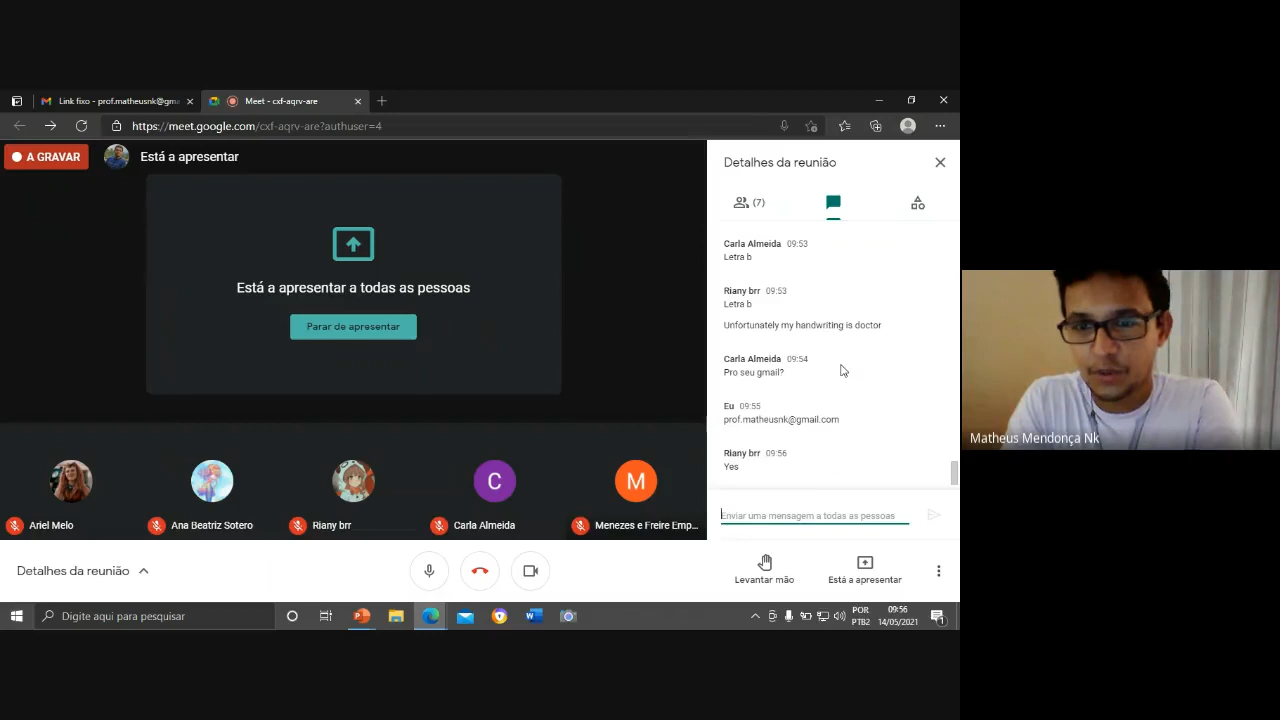 Link fixo - prof.matheusnk@gma
Meet - cxf-aqrv-are
https://meet.google.com/cxf-aqrv-are?authuser=4
A GRAVAR
Está a apresentar
Está a apresentar a todas as pessoas
Parar de apresentar
Ariel Melo
Ana Beatriz Sotero
Riany brr
C
Carla Almeida
M
Menezes e Freire Emp...
Detalhes da reunião
(7)
Carla Almeida 09:53
Letra b
Riany brr 09:53
Letra b
Unfortunately my handwriting is doctor
Carla Almeida 09:54
Pro seu gmail?
Eu 09:55
prof.matheusnk@gmail.com
Riany brr 09:56
Yes
Enviar uma mensagem a todas as pessoas
Detalhes da reunião
Levantar mão
Está a apresentar
Digite aqui para pesquisar
POR
PTB2
09:56
14/05/2021
1
Matheus Mendonça Nk